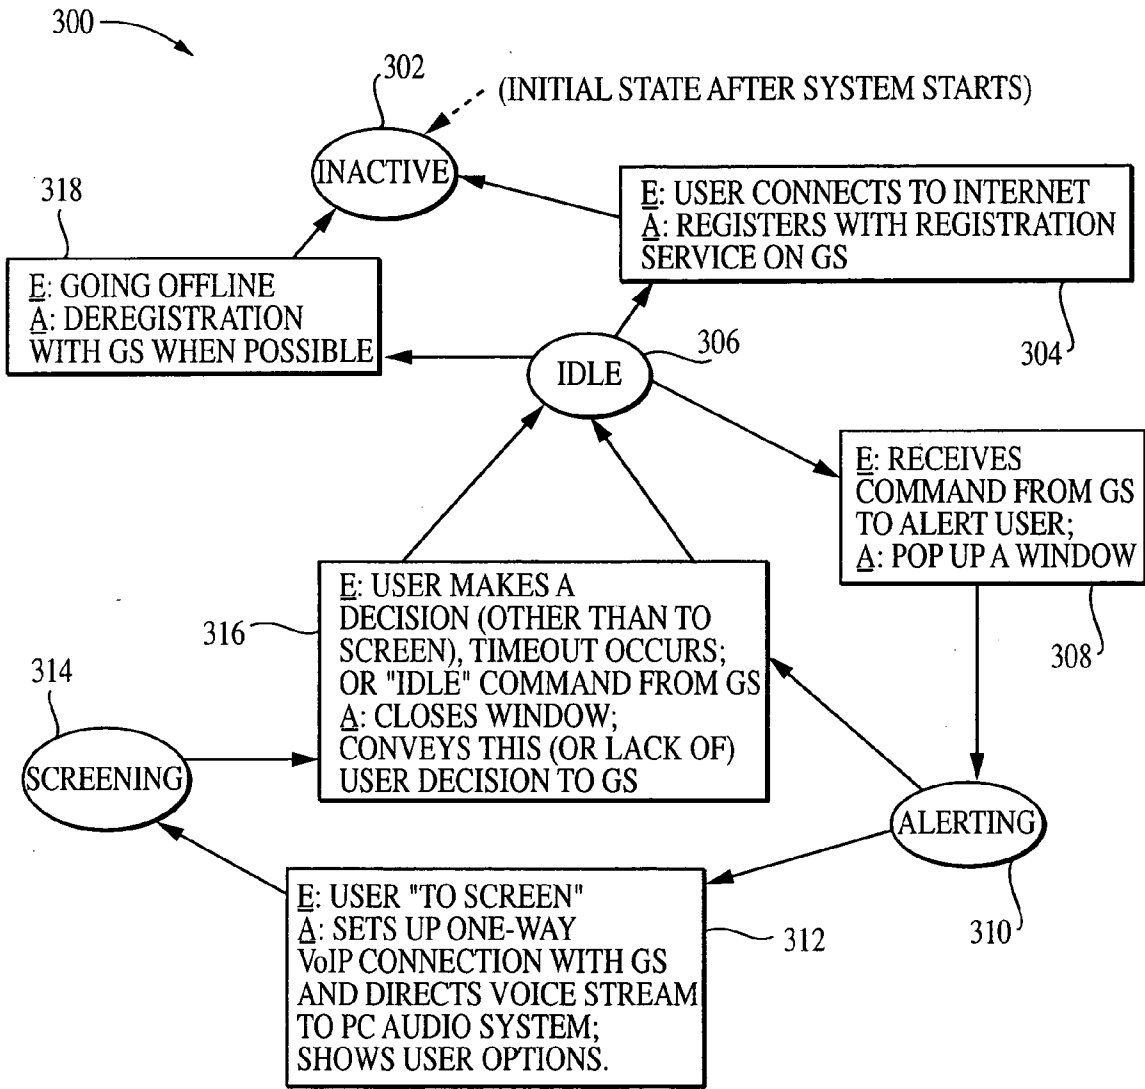 300
302
(INITIAL STATE AFTER SYSTEM STARTS)
INACTIVE
318
E: USER CONNECTS TO INTERNET
A: REGISTERS WITH REGISTRATION
SERVICE ON GS
304
E: GOING OFFLINE
A: DEREGISTRATION
WITH GS WHEN POSSIBLE
306
IDLE
E: RECEIVES
COMMAND FROM GS
TO ALERT USER;
A: POP UP A WINDOW
308
316
E: USER MAKES A
DECISION (OTHER THAN TO
SCREEN), TIMEOUT OCCURS;
OR "IDLE" COMMAND FROM GS
A: CLOSES WINDOW;
CONVEYS THIS (OR LACK OF)
USER DECISION TO GS
314
SCREENING
ALERTING
310
E: USER "TO SCREEN"
A: SETS UP ONE-WAY
VoIP CONNECTION WITH GS
AND DIRECTS VOICE STREAM
TO PC AUDIO SYSTEM;
SHOWS USER OPTIONS.
312